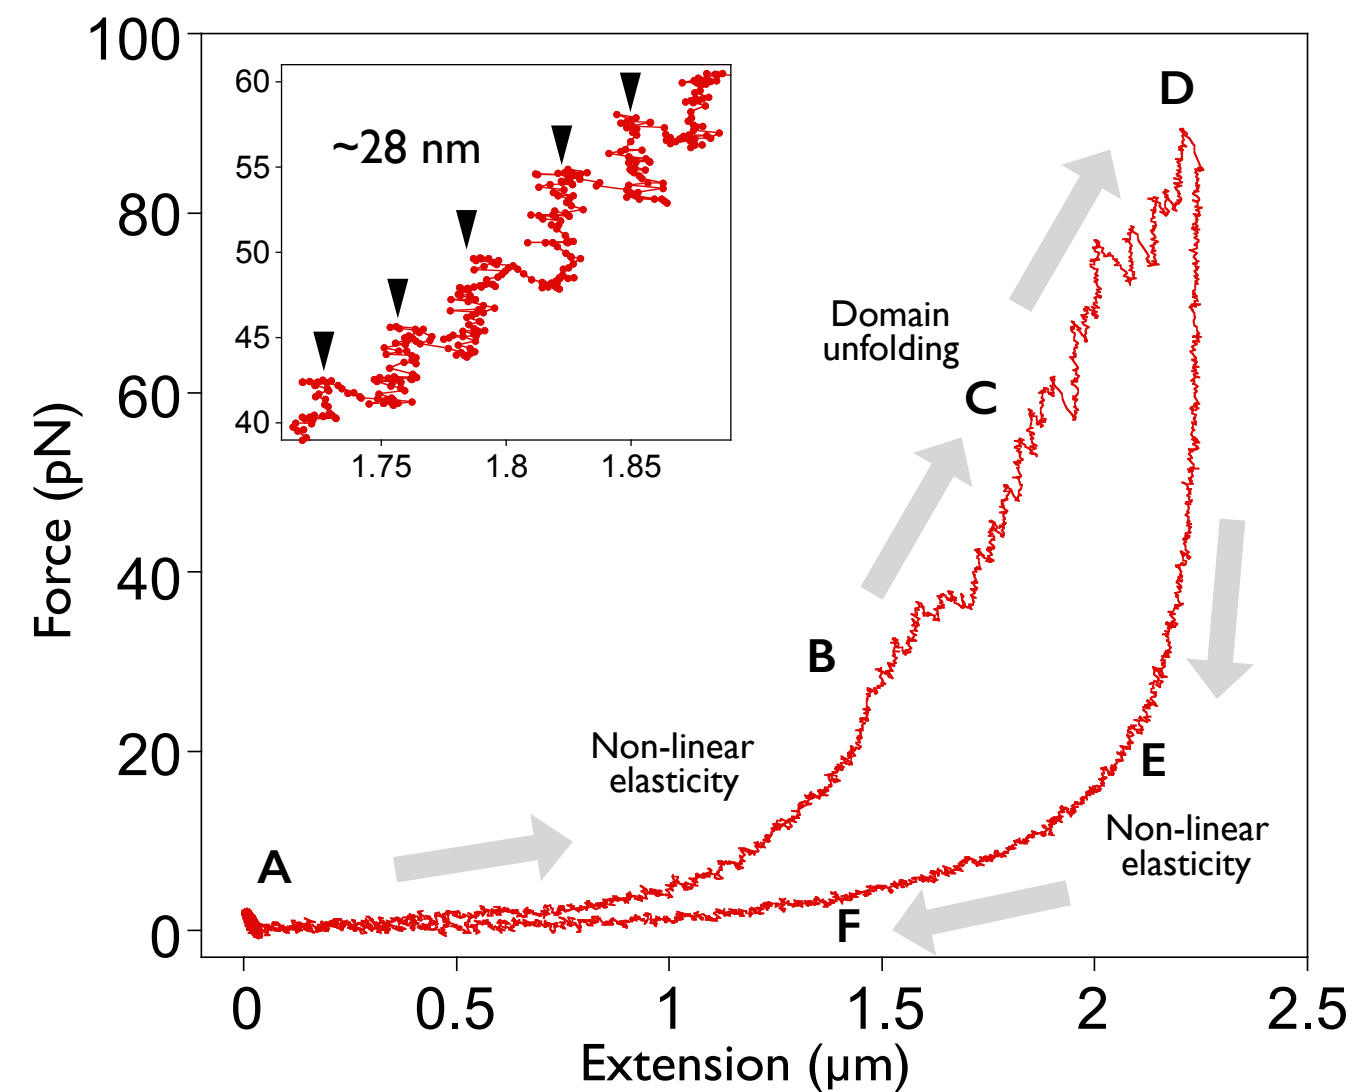 100
80
60
40
20
0
Force (pN)
60
55
50
45
40
~28 nm
1.75 1.8 1.85
D
Domain
unfolding
C
B
Non-linear
elasticity
E
A
Non-linear
elasticity
F
0 0.5 1 1.5 2 2.5
Extension (µm)